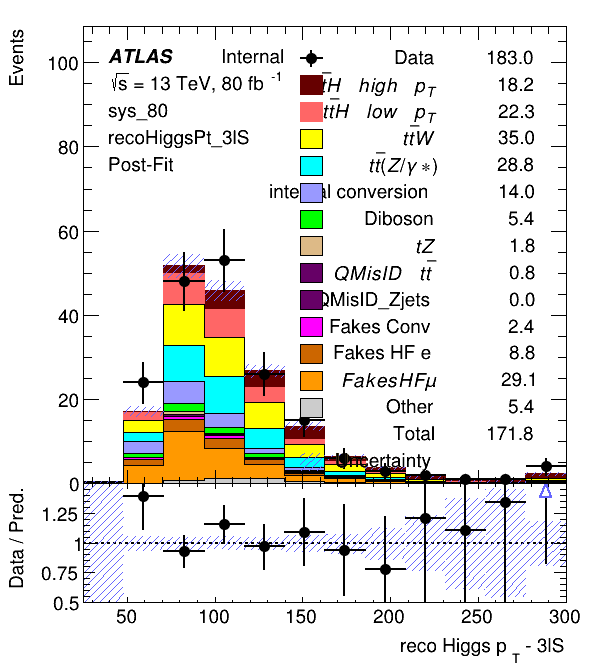 Events
100
80
60
40
20
0
ATLAS Internal
√s = 13 TeV, 80 fb -1
sys_80
recoHiggsPt_3lS
Post-Fit
Data 183.0
tt̄H high p_T 18.2
tt̄H low p_T 22.3
tt̄W 35.0
tt̄(Z/γ*) 28.8
internal conversion 14.0
Diboson 5.4
tZ 1.8
QMisID tt̄ 0.8
QMisID_Zjets 0.0
Fakes Conv 2.4
Fakes HF e 8.8
FakesHFμ 29.1
Other 5.4
Total 171.8
Uncertainty
Data / Pred.
1.25
1
0.75
0.5
50 100 150 200 250 300
reco Higgs p_T - 3lS